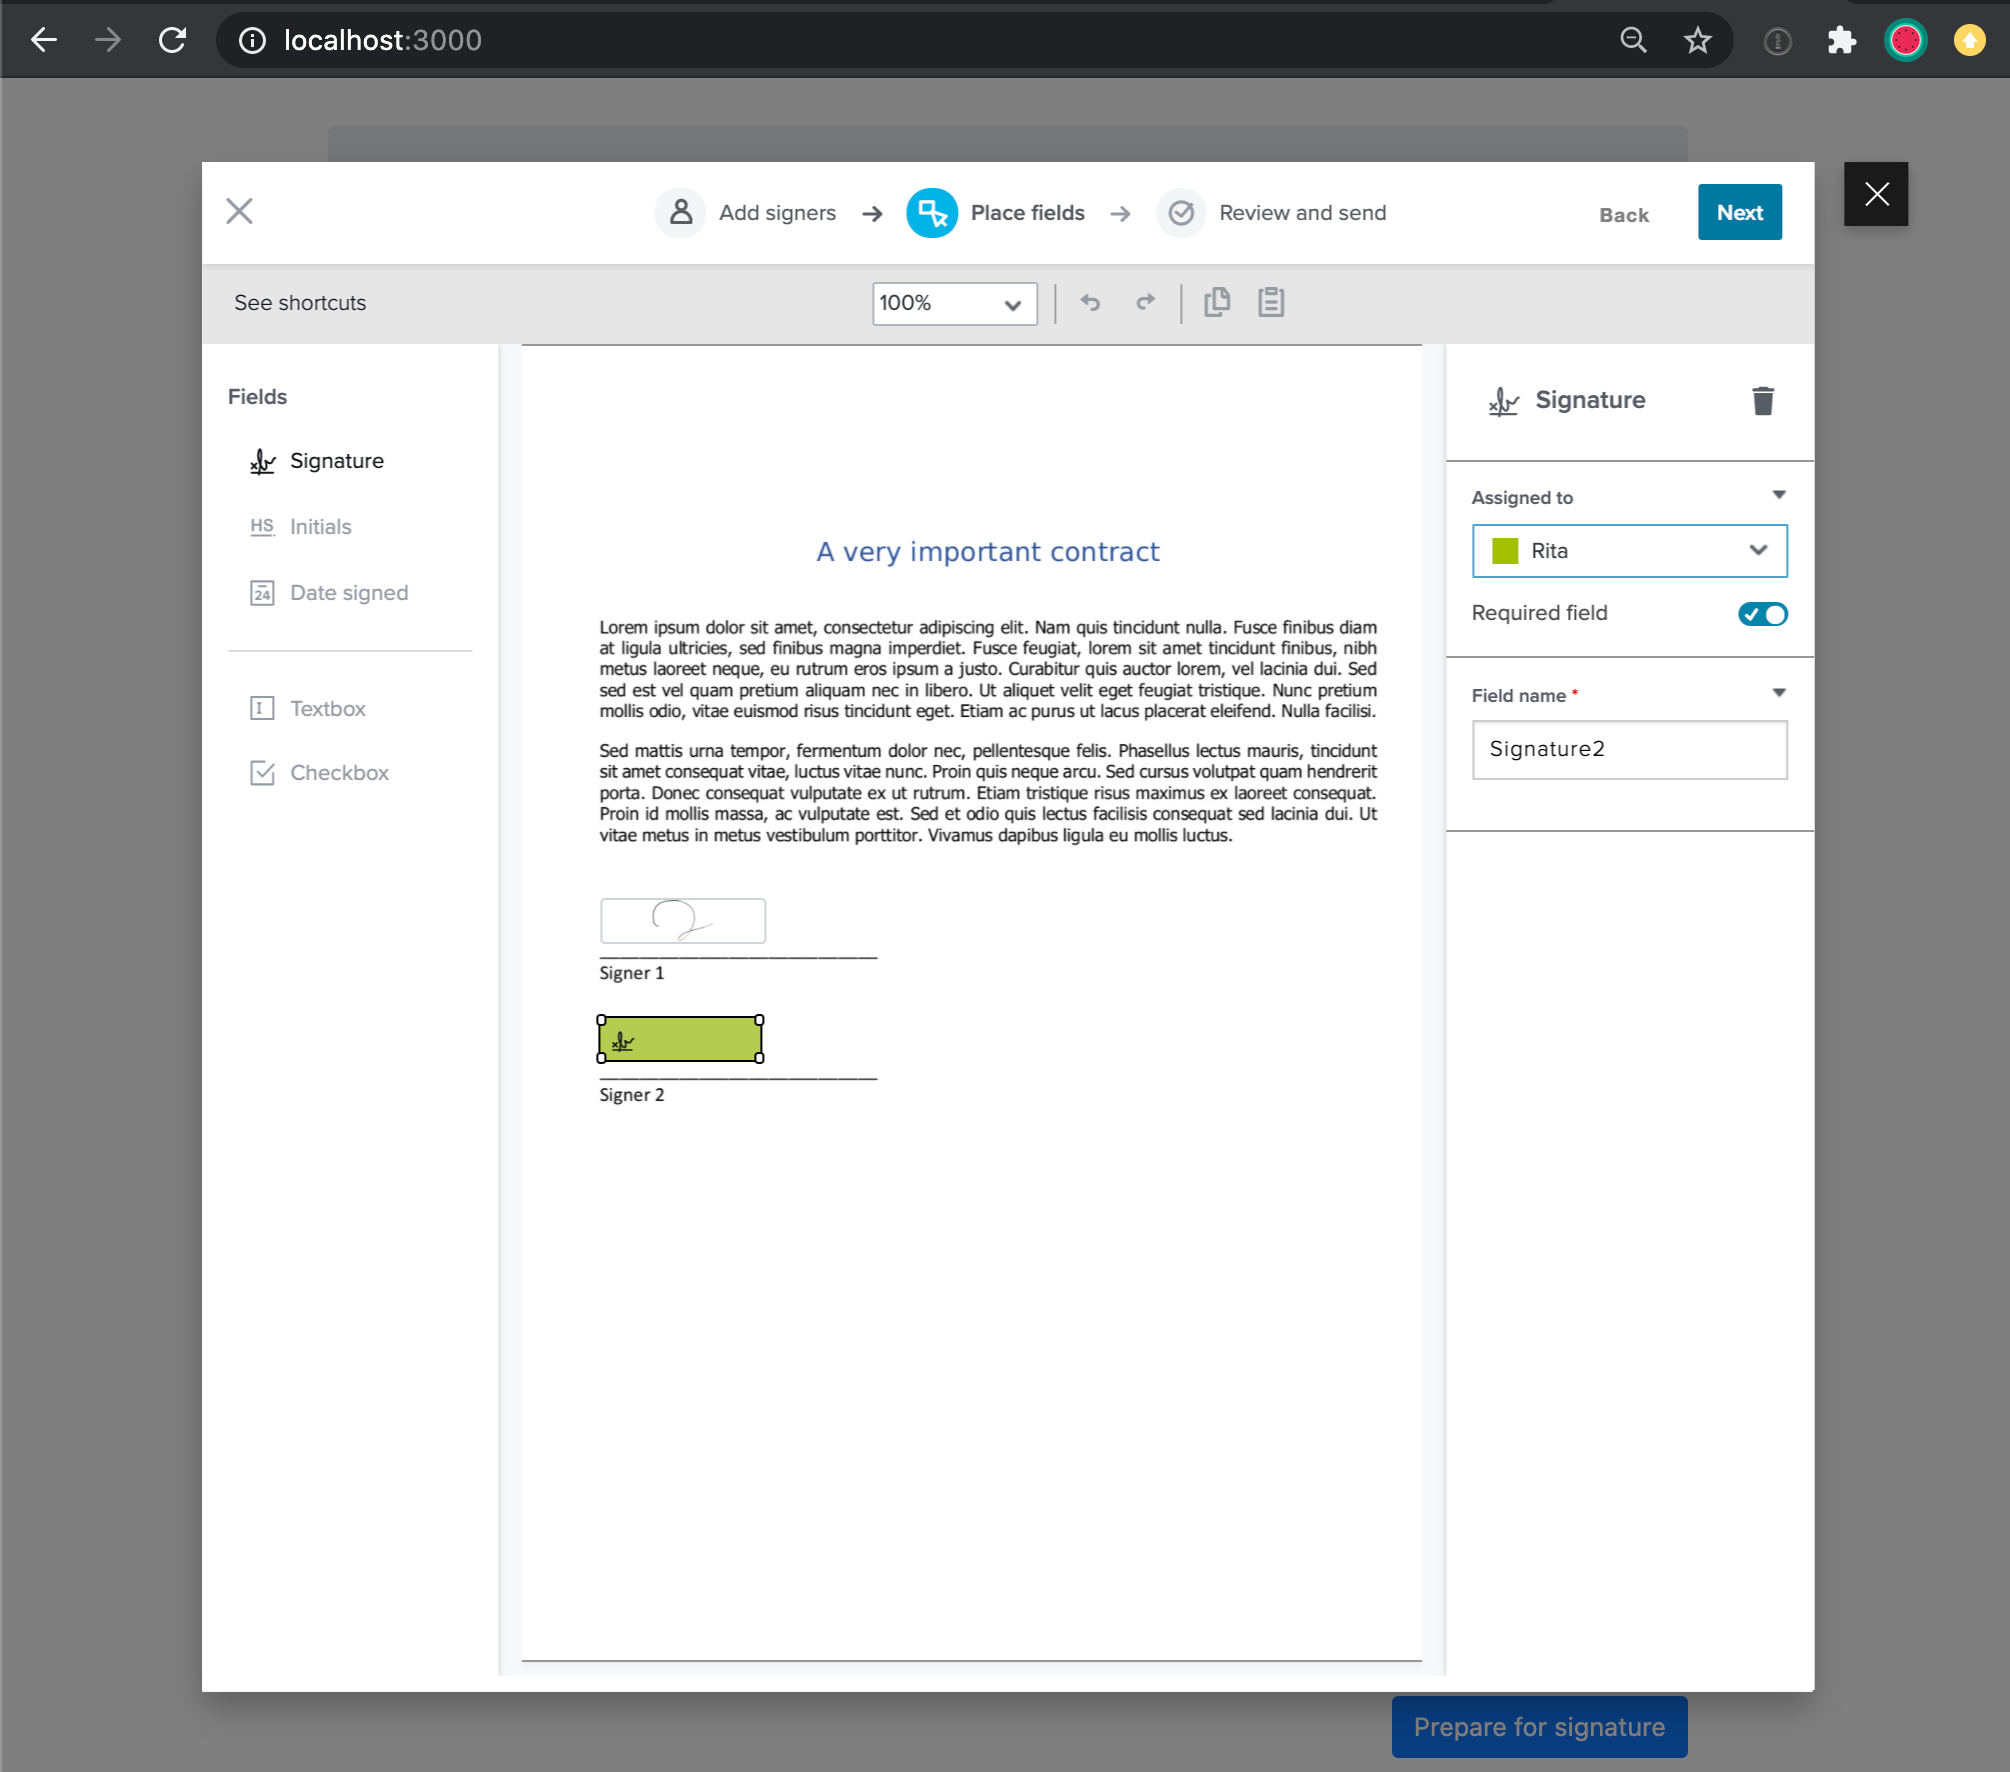 localhost:3000
Add signers
Place fields
Review and send
Back
Next
See shortcuts
100%
Fields
Signature
HS Initials
24 Date signed
Textbox
Checkbox
A very important contract
Lorem ipsum dolor sit amet, consectetur adipiscing elit. Nam quis tincidunt nulla. Fusce finibus diam
at ligula ultricies, sed finibus magna imperdiet. Fusce feugiat, lorem sit amet tincidunt finibus, nibh
metus laoreet neque, eu rutrum eros ipsum a justo. Curabitur quis auctor lorem, vel lacinia dui. Sed
sed est vel quam pretium aliquam nec in libero. Ut aliquet velit eget feugiat tristique. Nunc pretium
mollis odio, vitae euismod risus tincidunt eget. Etiam ac purus ut lacus placerat eleifend. Nulla facilisi.
Sed mattis urna tempor, fermentum dolor nec, pellentesque felis. Phasellus lectus mauris, tincidunt
sit amet consequat vitae, luctus vitae nunc. Proin quis neque arcu. Sed cursus volutpat quam hendrerit
porta. Donec consequat vulputate ex ut rutrum. Etiam tristique risus maximus ex laoreet consequat.
Proin id mollis massa, ac vulputate est. Sed et odio quis lectus facilisis consequat sed lacinia dui. Ut
vitae metus in metus vestibulum porttitor. Vivamus dapibus ligula eu mollis luctus.
Signer 1
Signer 2
Signature
Assigned to
Rita
Required field
Field name *
Signature2
Prepare for signature